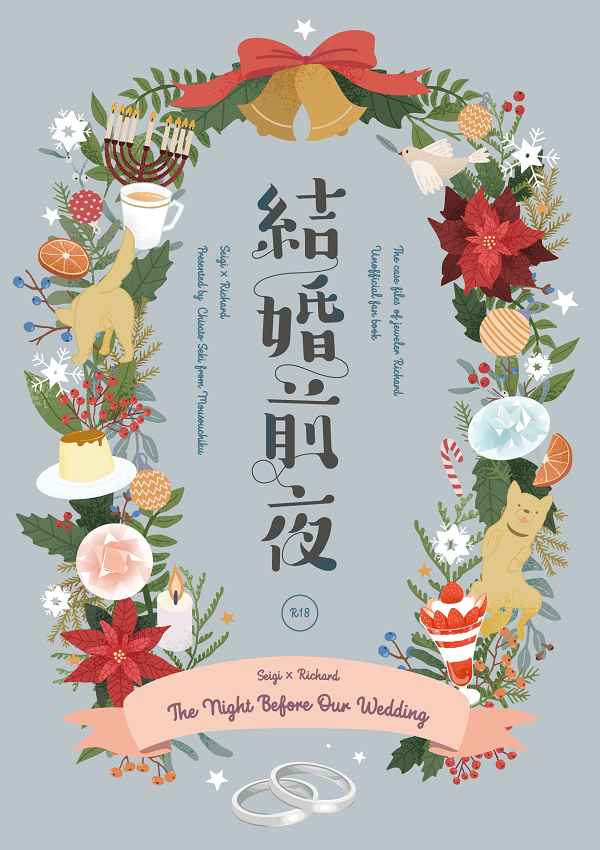 The case files of jeweler Richard
Unofficial fan book
結婚前夜
Seigi × Richard
Presented by Chisato Seki from Mousouchiku
R18
Seigi × Richard
The Night Before Our Wedding